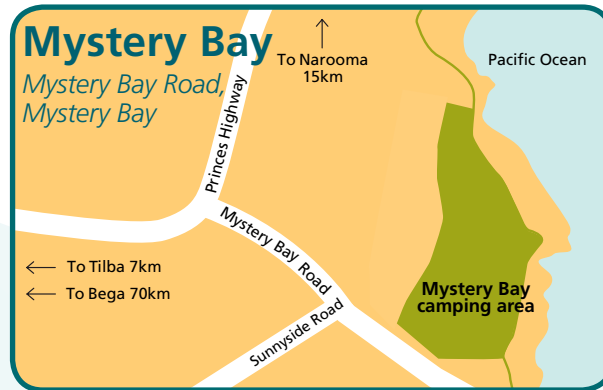 Mystery Bay
Mystery Bay Road,
Mystery Bay
To Narooma
15km
Pacific Ocean
Princes Highway
Mystery Bay Road
To Tilba 7km
To Bega 70km
Mystery Bay
camping area
Sunnyside Road